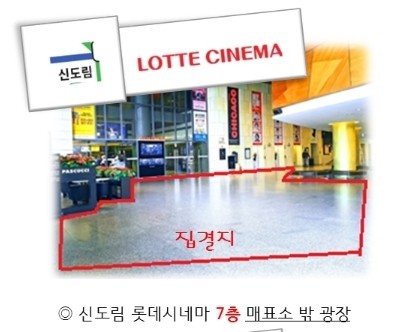 신도림
LOTTE CINEMA
CHICAGO
PASCUCCI
집결지
◎ 신도림 롯데시네마 7층 매표소 밖 광장